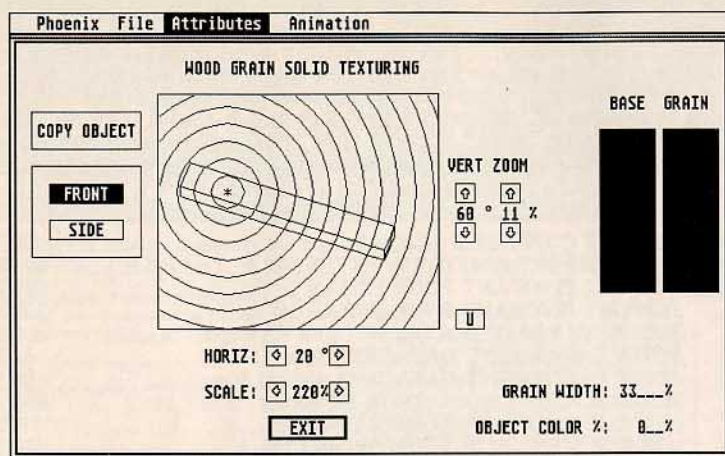 Phoenix File Attributes Animation
WOOD GRAIN SOLID TEXTURING
COPY OBJECT
FRONT
SIDE
BASE GRAIN
VERT ZOOM
60 ° 11 %
U
HORIZ: 20 °
SCALE: 220%
EXIT
GRAIN WIDTH: 33___%
OBJECT COLOR %: 0__%